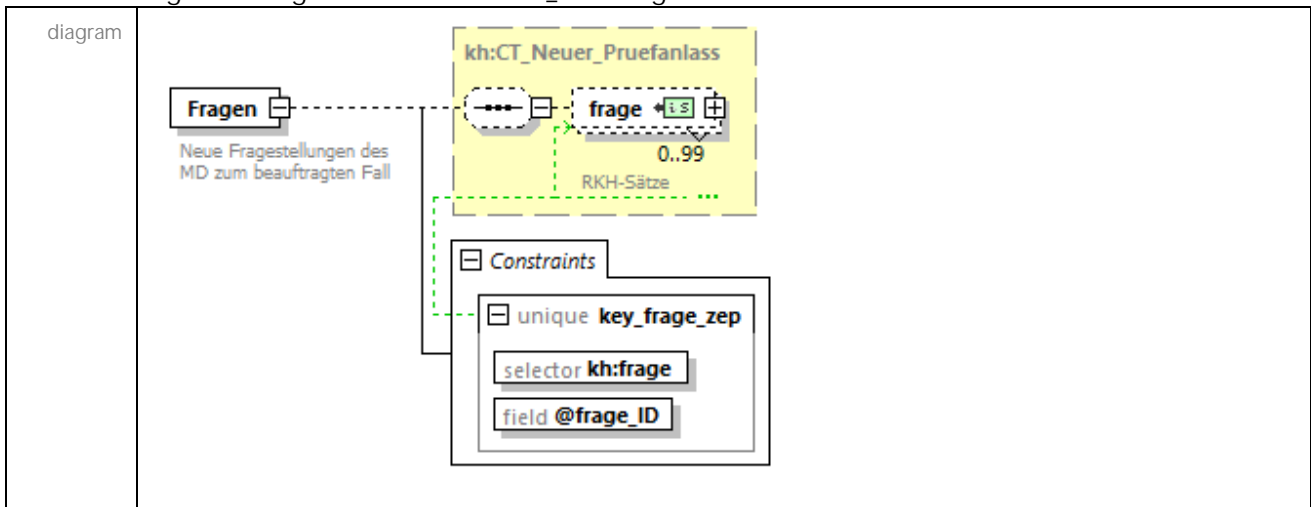 diagram
kh:CT_Neuer_Pruefanlass
Fragen
frage
is
0..99
Neue Fragestellungen des
MD zum beauftragten Fall
RKH-Sätze
Constraints
unique key_frage_zep
selector kh:frage
field @frage_ID